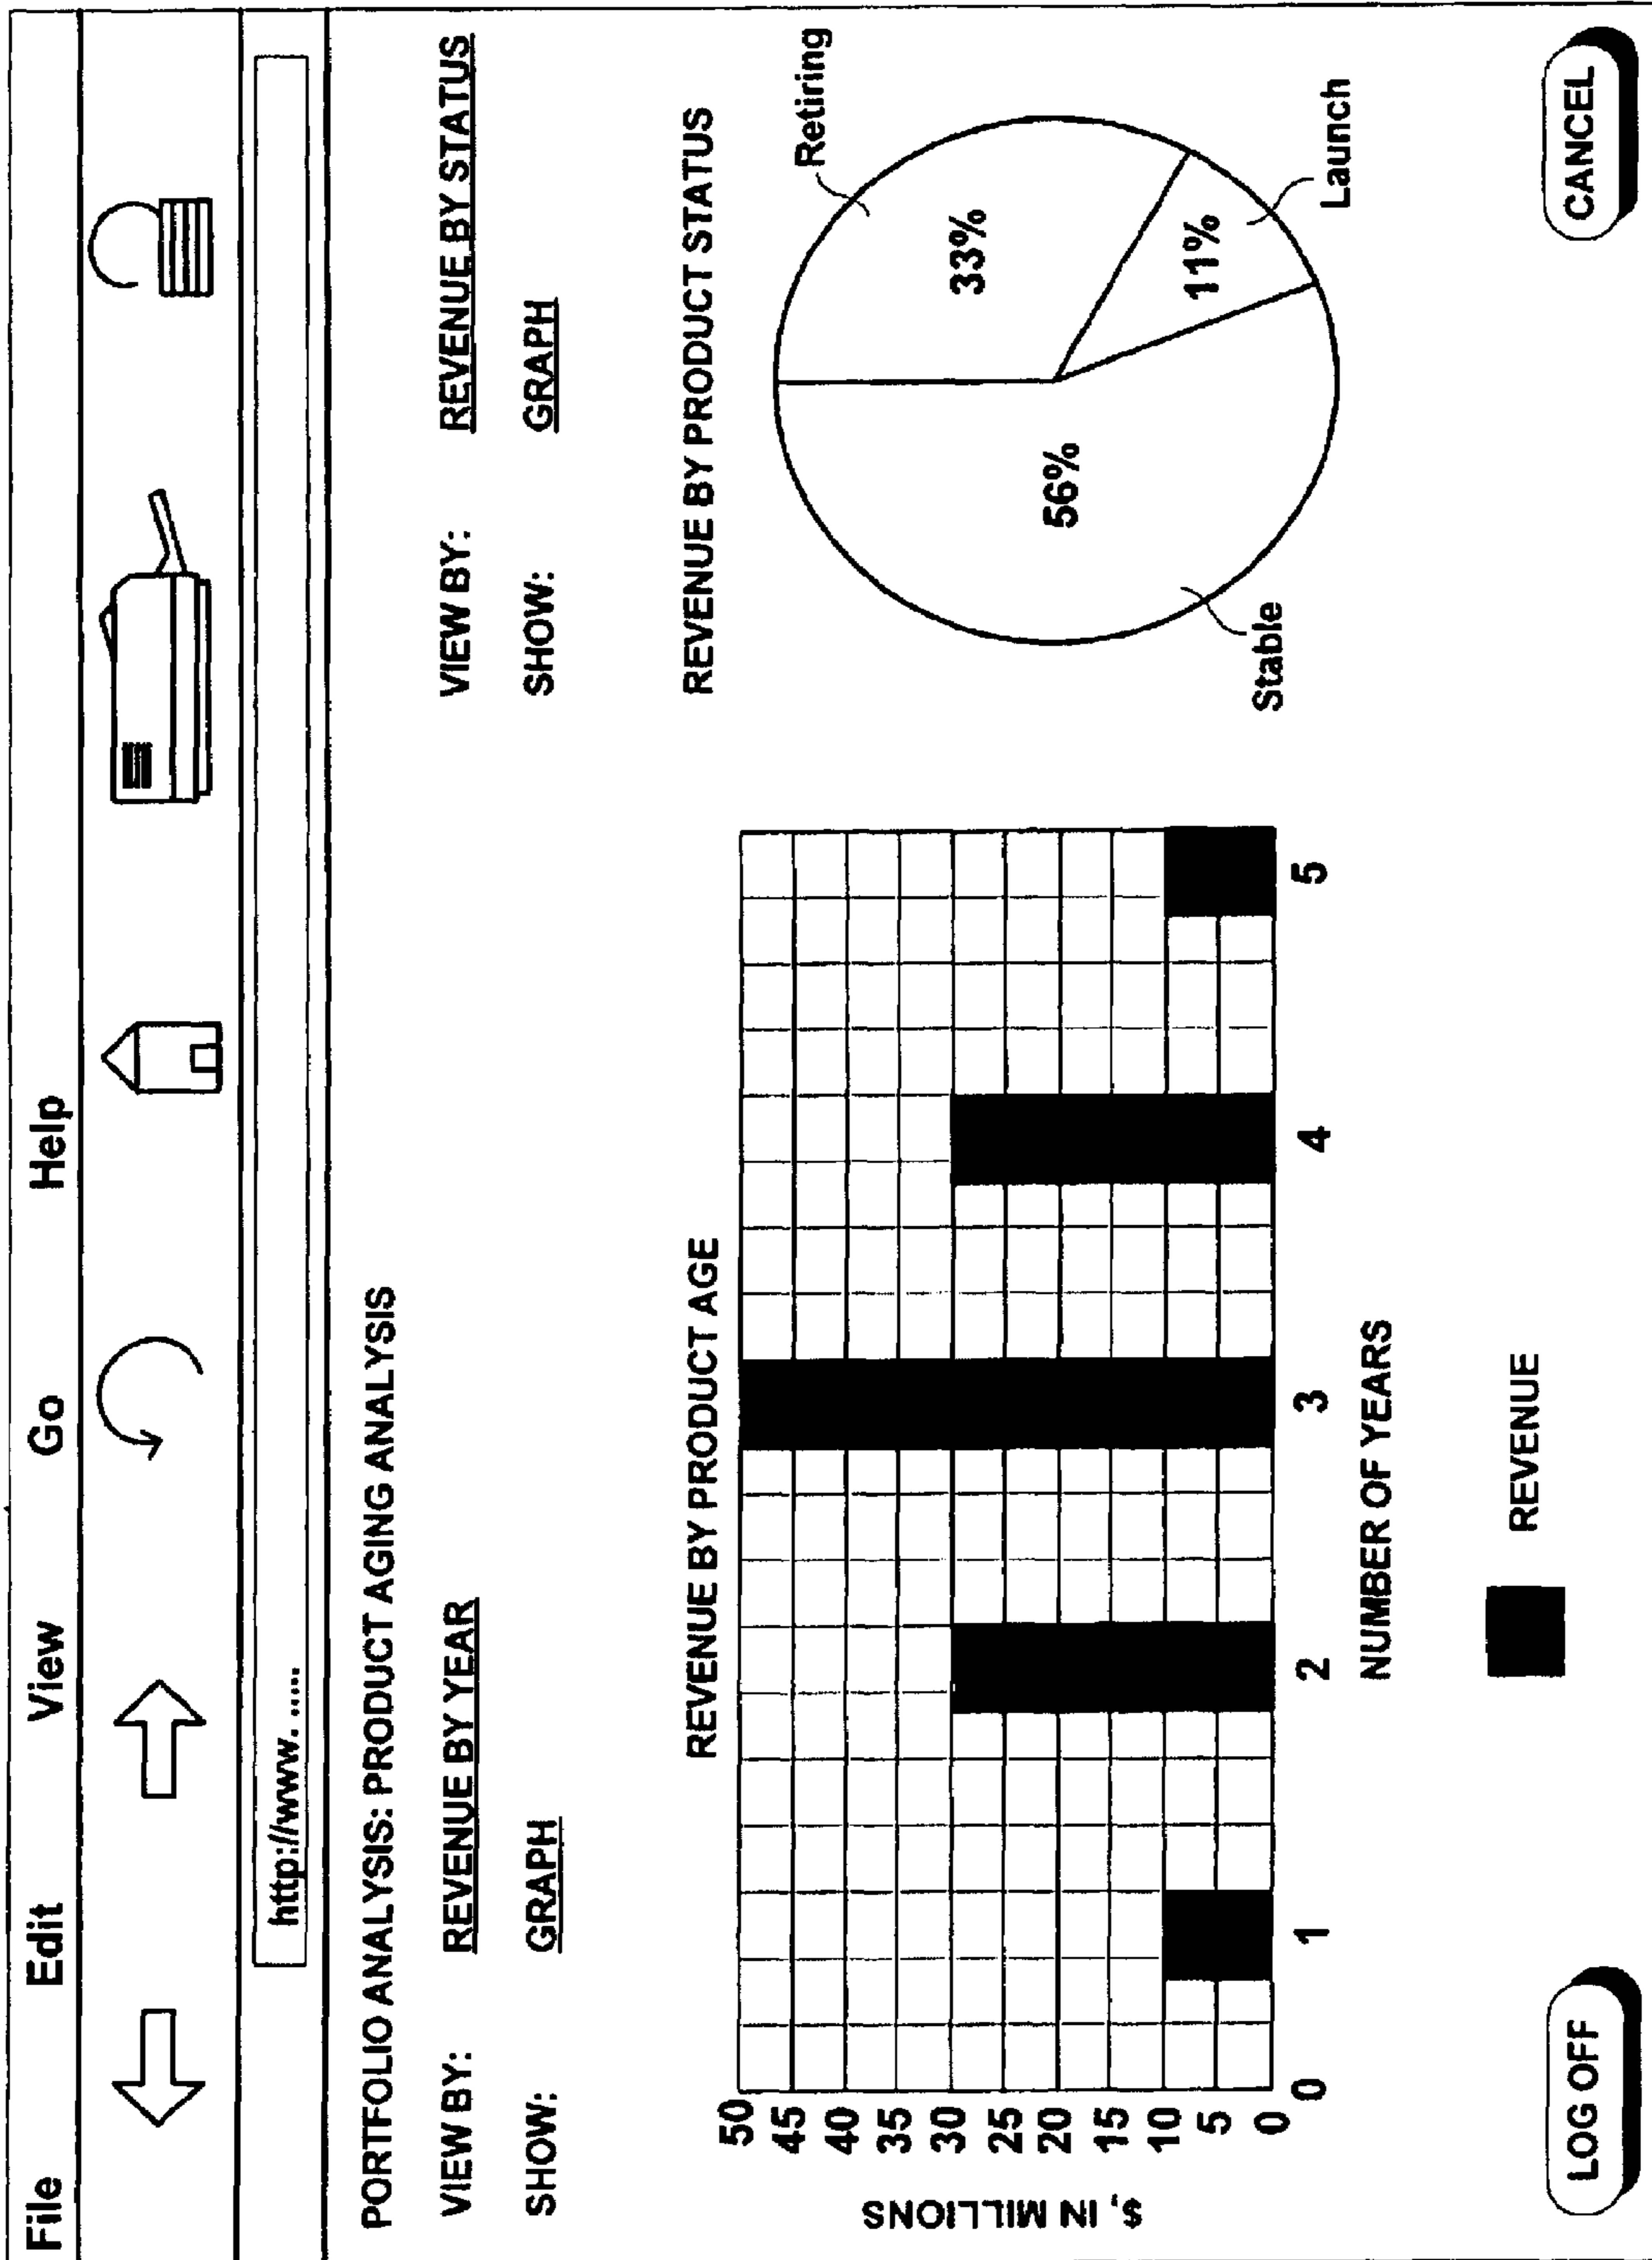 File Edit View Go Help
http://www. ....
PORTFOLIO ANALYSIS: PRODUCT AGING ANALYSIS
VIEW BY: REVENUE BY YEAR VIEW BY: REVENUE BY STATUS
SHOW: GRAPH SHOW: GRAPH
REVENUE BY PRODUCT AGE
$, IN MILLIONS
50
45
40
35
30
25
20
15
10
5
0
0 1 2 3 4 5
NUMBER OF YEARS
REVENUE
REVENUE BY PRODUCT STATUS
Retiring
33%
56%
11%
Stable
Launch
LOG OFF CANCEL